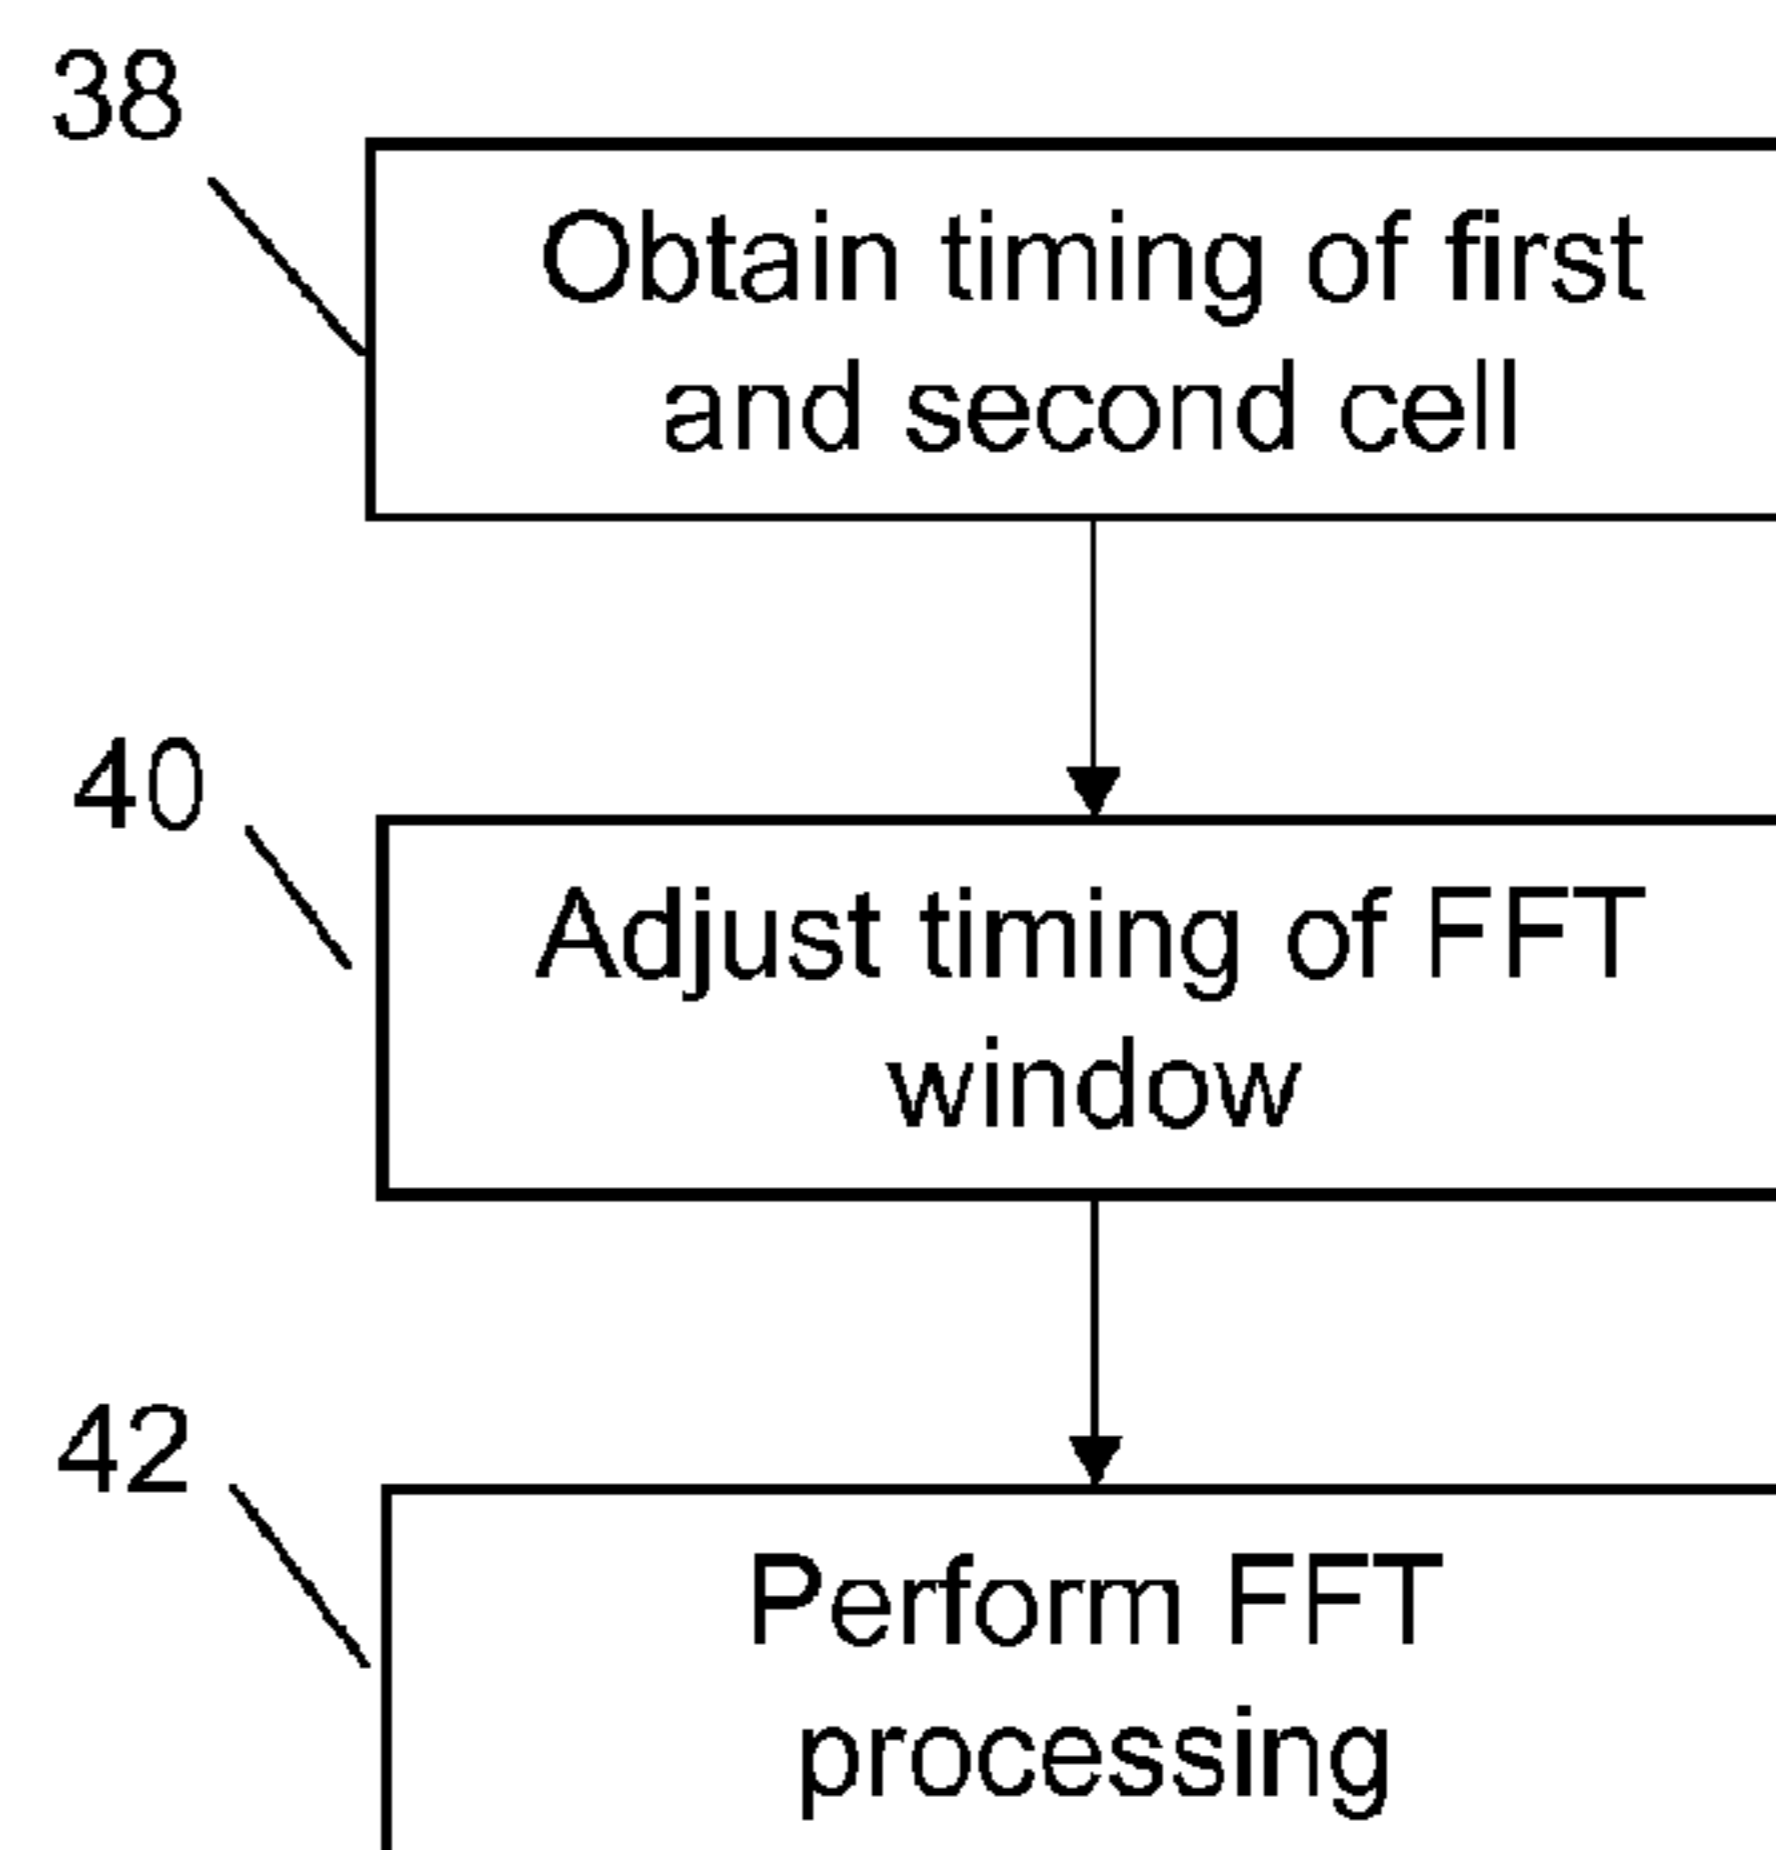 38
Obtain timing of first
and second cell
40
Adjust timing of FFT
window
42
Perform FFT
processing